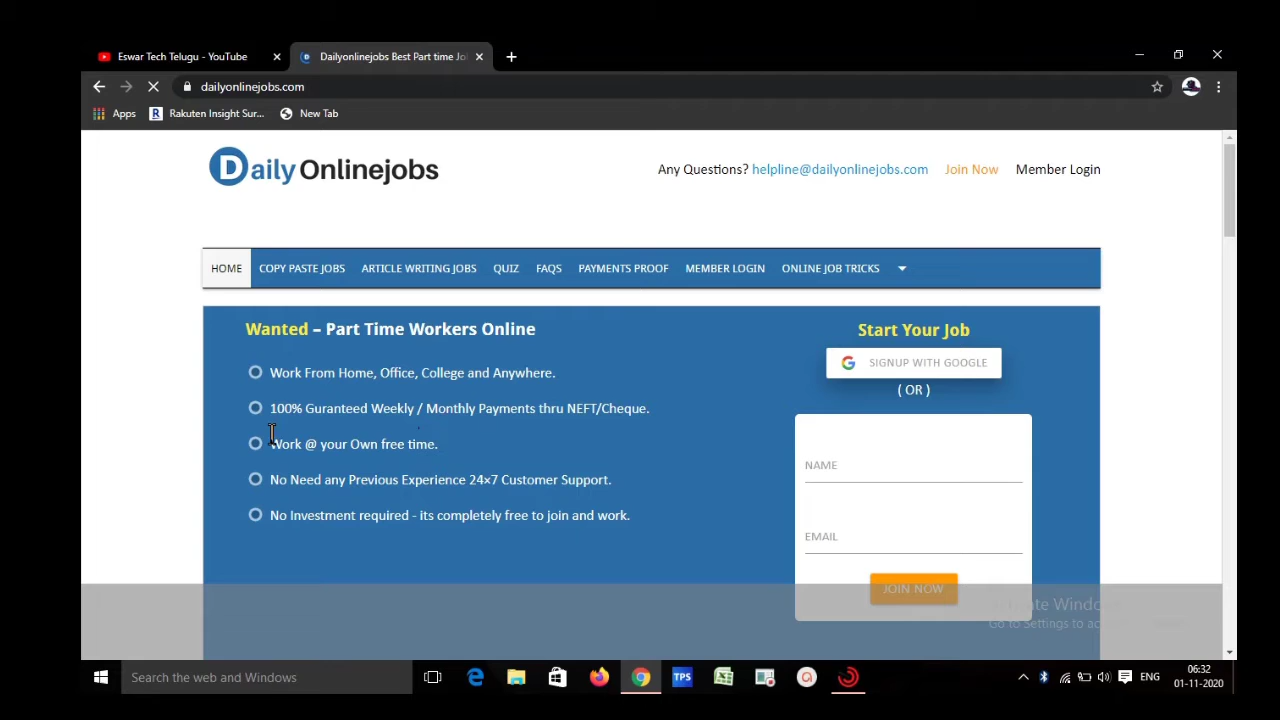 Eswar Tech Telugu - YouTube
Dailyonlinejobs Best Part time Jo
dailyonlinejobs.com
Apps
Rakuten Insight Sur...
New Tab
Daily Onlinejobs
Any Questions? helpline@dailyonlinejobs.com Join Now Member Login
HOME COPY PASTE JOBS ARTICLE WRITING JOBS QUIZ FAQS PAYMENTS PROOF MEMBER LOGIN ONLINE JOB TRICKS
Wanted – Part Time Workers Online
Work From Home, Office, College and Anywhere.
100% Guranteed Weekly / Monthly Payments thru NEFT/Cheque.
Work @ your Own free time.
No Need any Previous Experience 24×7 Customer Support.
No Investment required - its completely free to join and work.
Start Your Job
SIGNUP WITH GOOGLE
( OR )
NAME
EMAIL
JOIN NOW
Search the web and Windows
TPS
ENG
06:32
01-11-2020